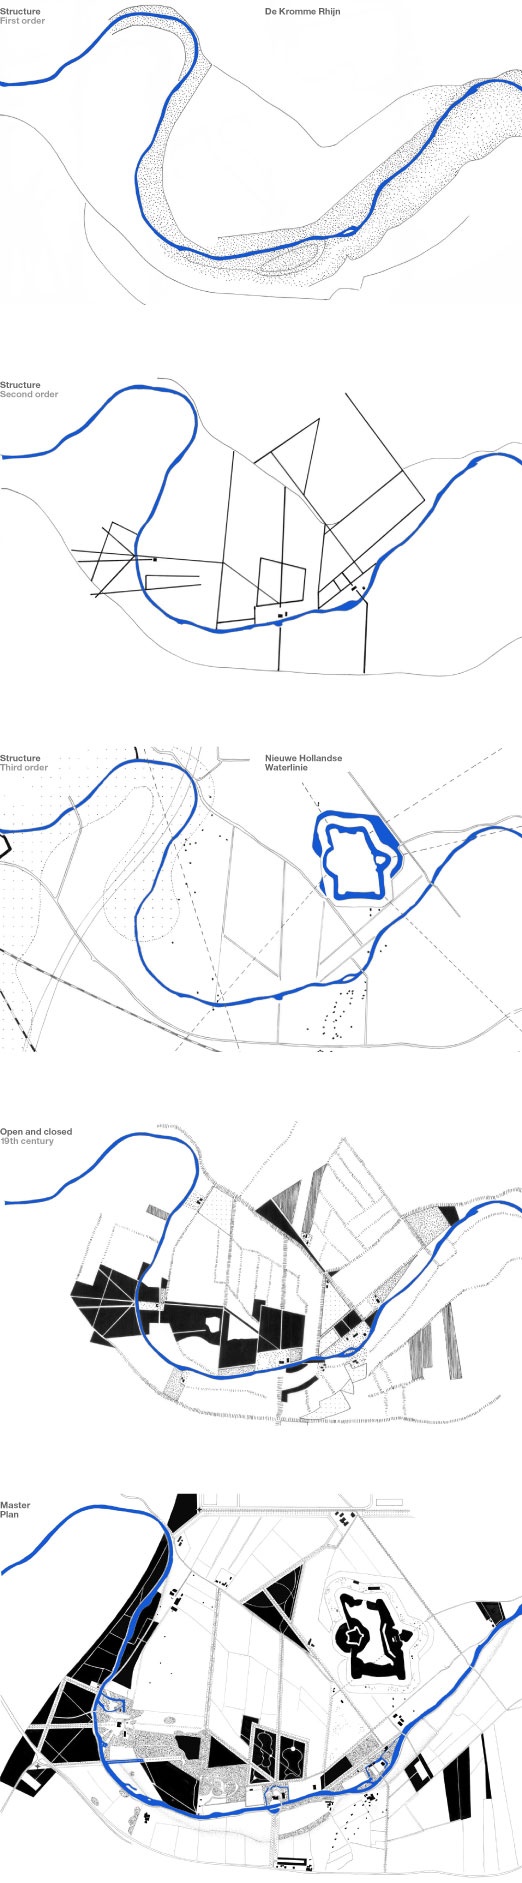 Structure
First order
De Kromme Rhijn
Structure
Second order
Structure
Third order
Nieuwe Hollandse
Waterlinie
Open and closed
19th century
Master
Plan